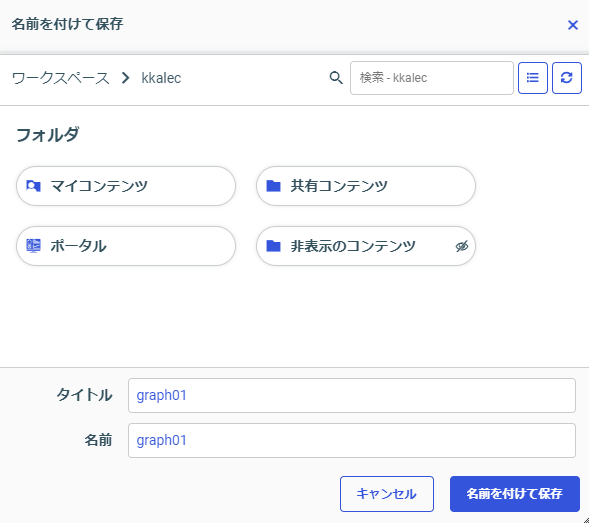 名前を付けて保存
ワークスペース kkalec 検索 - kkalec
フォルダ
マイコンテンツ 共有コンテンツ
ポータル 非表示のコンテンツ
タイトル graph01
名前 graph01
キャンセル 名前を付けて保存